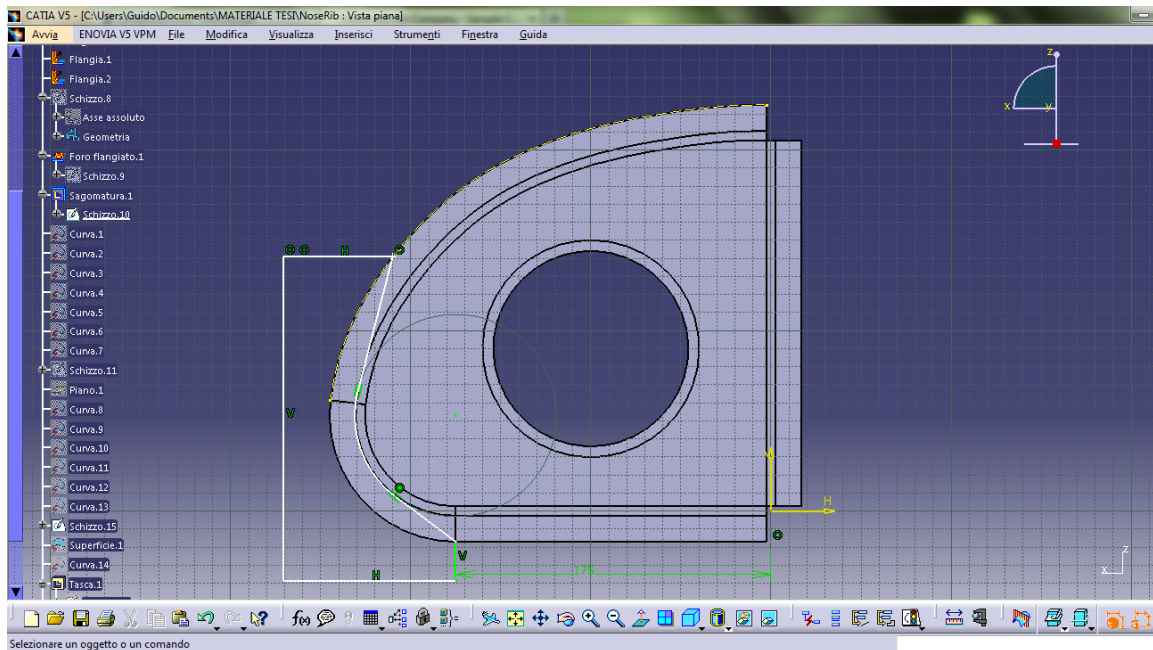 CATIA V5 - [C:\Users\Guido\Documents\MATERIALE TESI\NoseRib : Vista piana]
Avvia ENOVIA V5 VPM File Modifica Visualizza Inserisci Strumenti Finestra Guida
Flangia.1
Flangia.2
Schizzo.8
Asse assoluto
Geometria
Foro flangiato.1
Schizzo.9
Sagomatura.1
Schizzo.10
Curva.1
Curva.2
Curva.3
Curva.4
Curva.5
Curva.6
Curva.7
Schizzo.11
Piano.1
Curva.8
Curva.9
Curva.10
Curva.11
Curva.12
Curva.13
Schizzo.15
Superficie.1
Curva.14
Tasca.1
z
x y
H
V
V
H
V
H
175
z
x
f(x)
Selezionare un oggetto o un comando